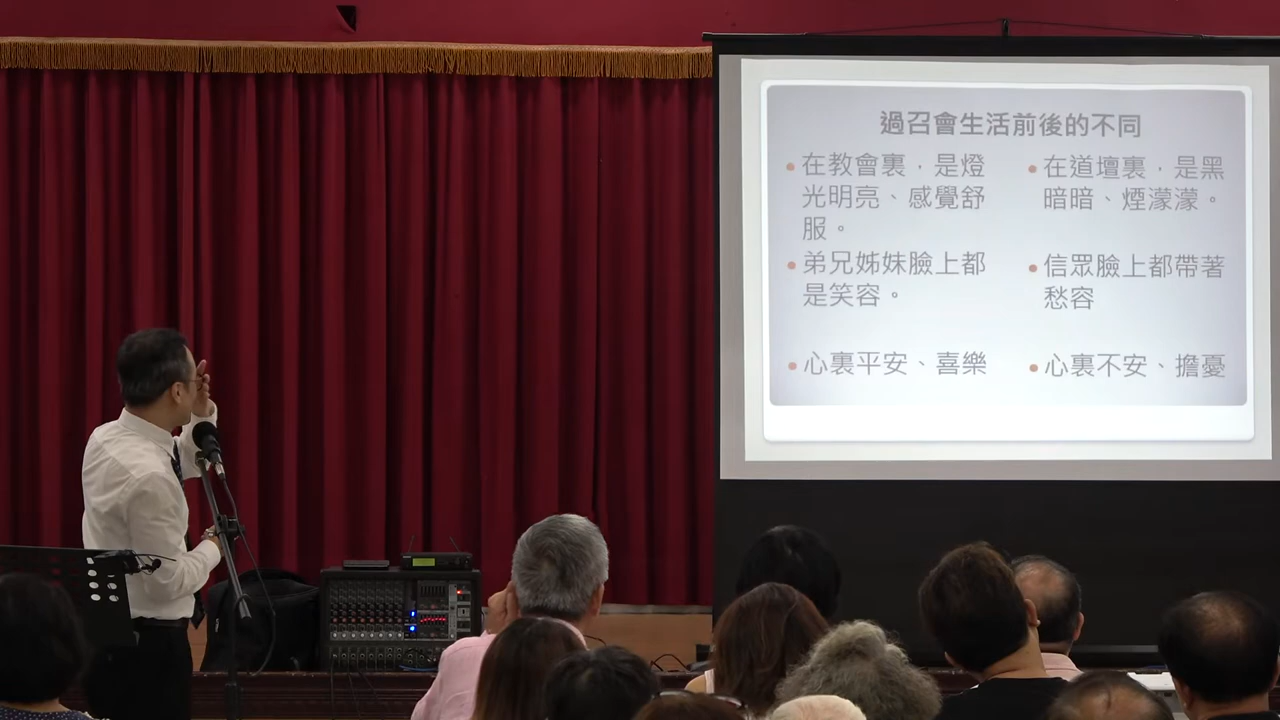 過召會生活前後的不同
在教會裏，是燈
光明亮、感覺舒
服。
弟兄姊妹臉上都
是笑容。
心裏平安、喜樂
在道壇裏，是黑
暗暗、煙濛濛。
信眾臉上都帶著
愁容
心裏不安、擔憂